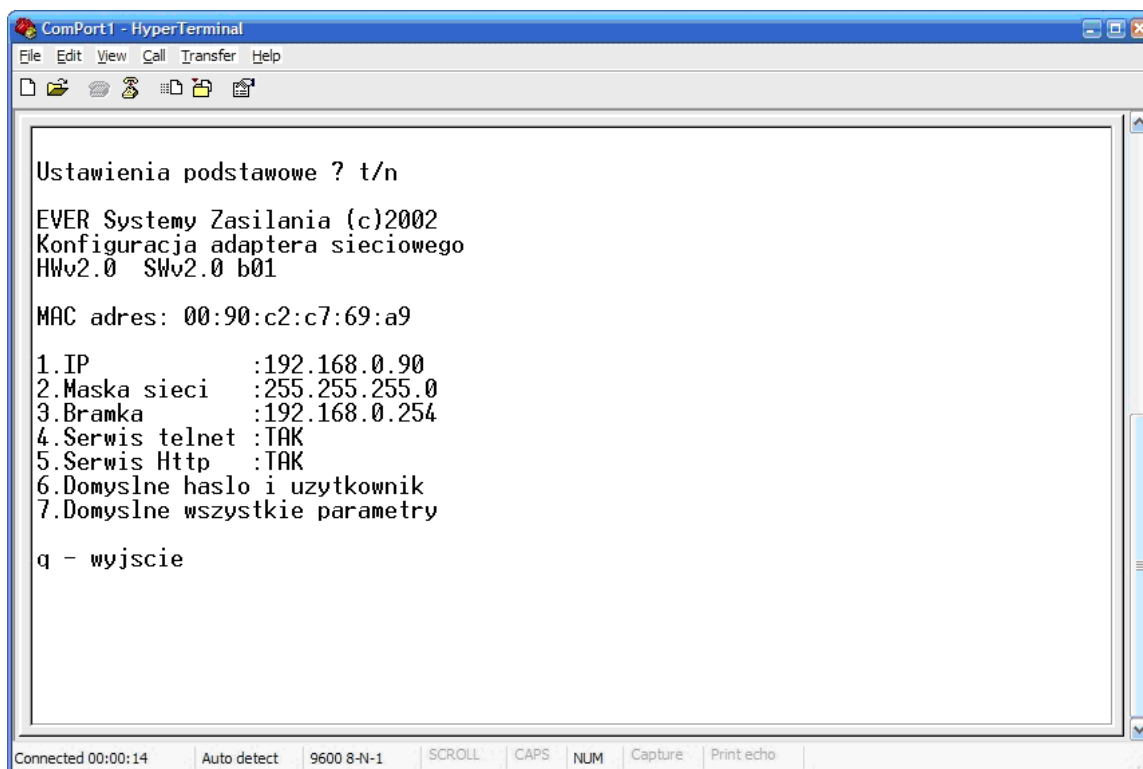 ComPort1 - HyperTerminal
File Edit View Call Transfer Help
Ustawienia podstawowe ? t/n
EVER Systemy Zasilania (c)2002
Konfiguracja adaptera sieciowego
HWv2.0 SWv2.0 b01
MAC adres: 00:90:c2:c7:69:a9
1.IP :192.168.0.90
2.Maska sieci :255.255.255.0
3.Bramka :192.168.0.254
4.Serwis telnet :TAK
5.Serwis Http :TAK
6.Domyslne haslo i uzytkownik
7.Domyslne wszystkie parametry
q - wyjscie
Connected 00:00:14 Auto detect 9600 8-N-1 SCROLL CAPS NUM Capture Print echo